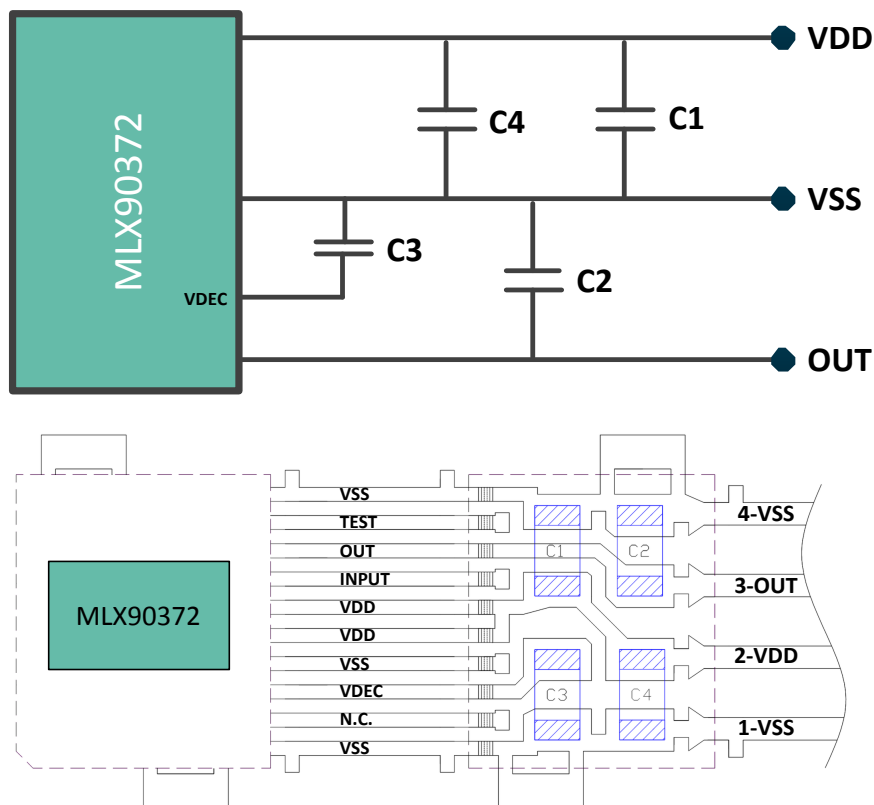 VDD
C4
C1
MLX90372
VSS
C3
C2
VDEC
OUT
VSS
TEST
OUT
INPUT
VDD
VDD
VSS
VDEC
N.C.
VSS
MLX90372
C1
C2
C3
C4
4-VSS
3-OUT
2-VDD
1-VSS